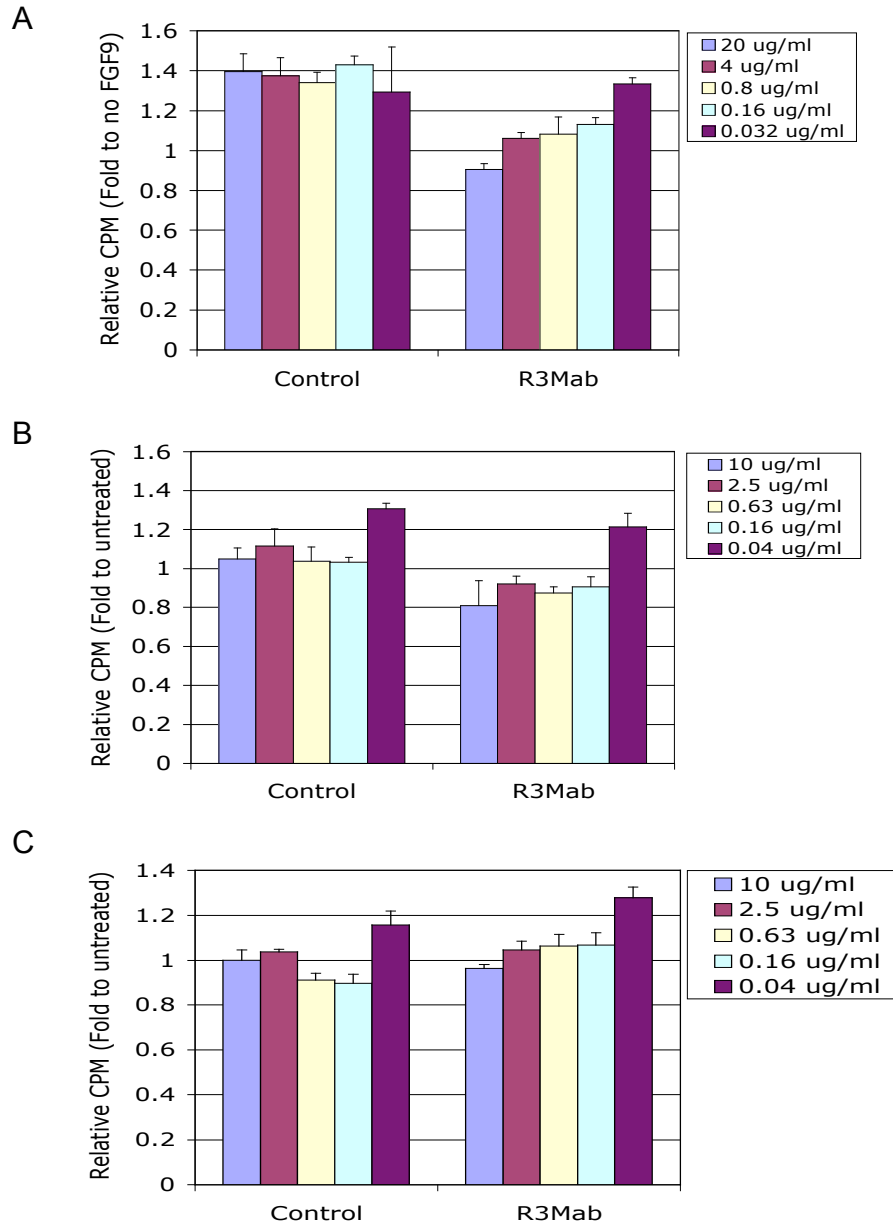 A
Relative CPM (Fold to no FGF9)
1.6
1.4
1.2
1
0.8
0.6
0.4
0.2
0
Control
R3Mab
20 ug/ml
4 ug/ml
0.8 ug/ml
0.16 ug/ml
0.032 ug/ml
B
Relative CPM (Fold to untreated)
1.6
1.4
1.2
1
0.8
0.6
0.4
0.2
0
Control
R3Mab
10 ug/ml
2.5 ug/ml
0.63 ug/ml
0.16 ug/ml
0.04 ug/ml
C
Relative CPM (Fold to untreated)
1.4
1.2
1
0.8
0.6
0.4
0.2
0
Control
R3Mab
10 ug/ml
2.5 ug/ml
0.63 ug/ml
0.16 ug/ml
0.04 ug/ml